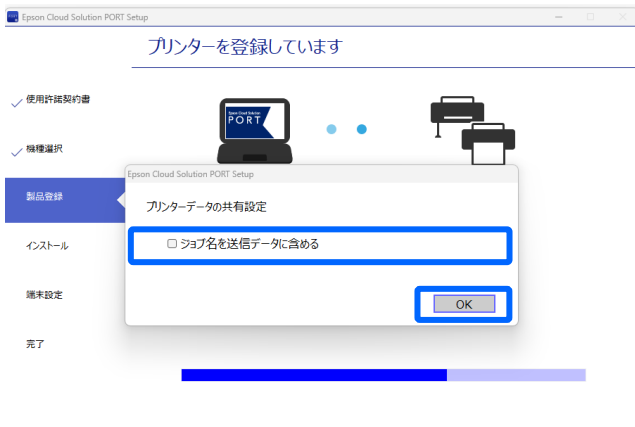 Epson Cloud Solution PORT Setup
プリンターを登録しています
使用許諾契約書
機種選択
製品登録
インストール
端末設定
完了
Epson Cloud Solution
PORT
Epson Cloud Solution PORT Setup
プリンターデータの共有設定
ジョブ名を送信データに含める
OK